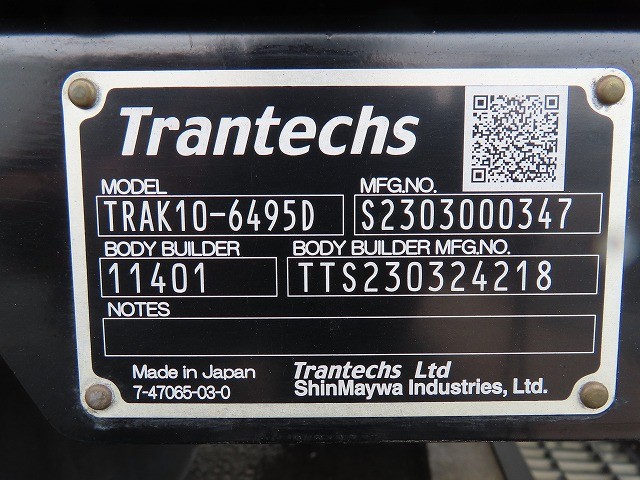 Trantechs
MODEL MFG.NO.
TRAK10-6495D S2303000347
BODY BUILDER BODY BUILDER MFG.NO.
11401 TTS230324218
NOTES
Made in Japan Trantechs Ltd
7-47065-03-0 ShinMaywa Industries, Ltd.